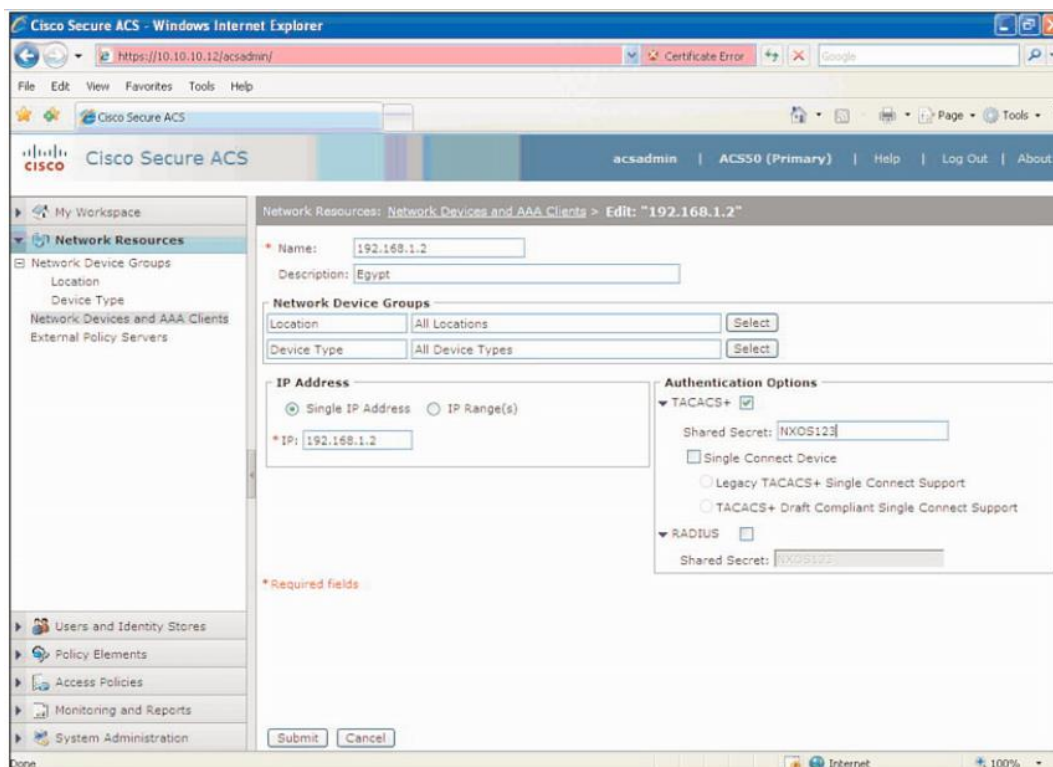 Cisco Secure ACS - Windows Internet Explorer
https://10.10.10.12/acsadmin/ Certificate Error Google
File Edit View Favorites Tools Help
Cisco Secure ACS Page Tools
CISCO Cisco Secure ACS acsadmin | ACS50 (Primary) | Help | Log Out | About
My Workspace
Network Resources
Network Device Groups
Location
Device Type
Network Devices and AAA Clients
External Policy Servers
Users and Identity Stores
Policy Elements
Access Policies
Monitoring and Reports
System Administration
Network Resources: Network Devices and AAA Clients > Edit: "192.168.1.2"
* Name: 192.168.1.2
Description: Egypt
Network Device Groups
Location All Locations Select
Device Type All Device Types Select
IP Address
Single IP Address IP Range(s)
* IP: 192.168.1.2
Authentication Options
TACACS+
Shared Secret: NXOS123
Single Connect Device
Legacy TACACS+ Single Connect Support
TACACS+ Draft Compliant Single Connect Support
RADIUS
Shared Secret: NXOS123
* Required fields
Submit Cancel
Done Internet 100%